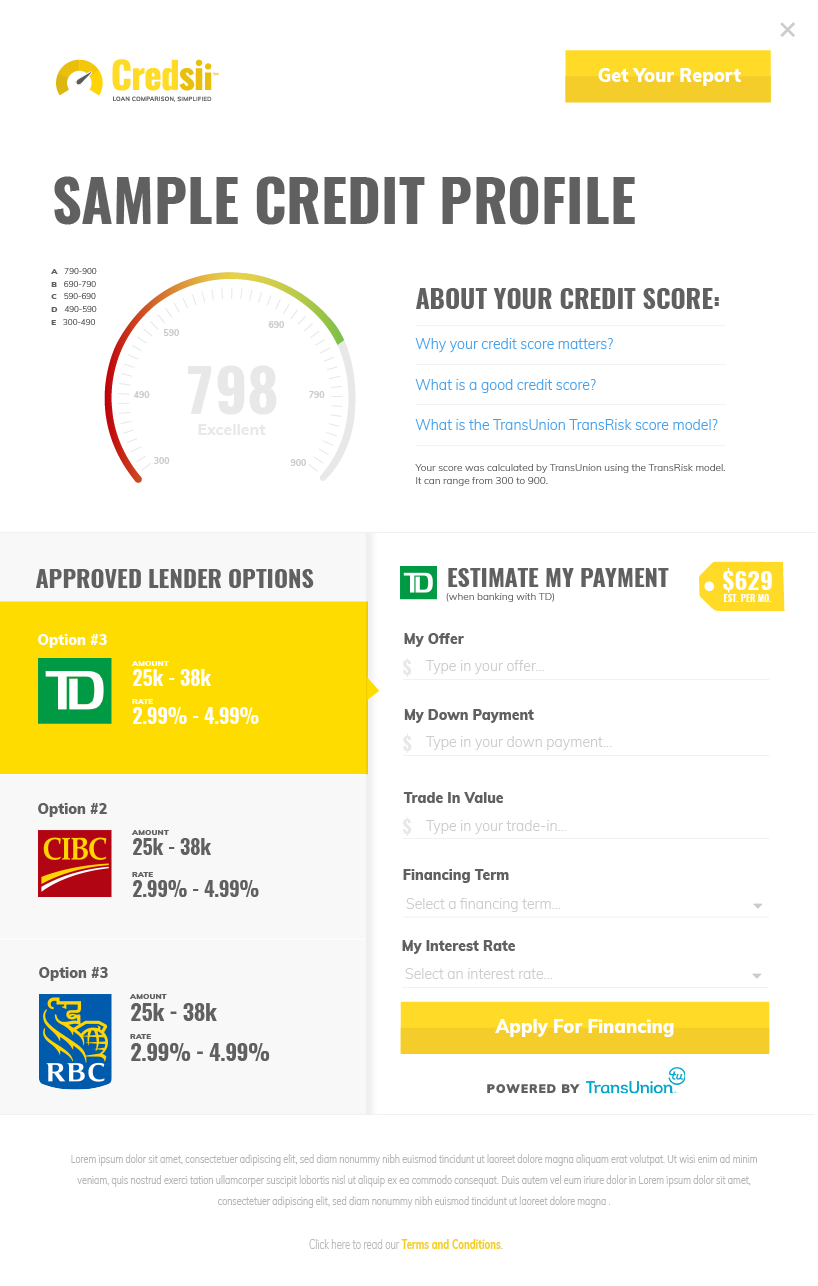 Credsii
LOAN COMPARISON, SIMPLIFIED
Get Your Report
SAMPLE CREDIT PROFILE
A 790-900
B 690-790
C 590-690
D 490-590
E 300-490
590
690
490
790
300
900
798
Excellent
ABOUT YOUR CREDIT SCORE:
Why your credit score matters?
What is a good credit score?
What is the TransUnion TransRisk score model?
Your score was calculated by TransUnion using the TransRisk model.
It can range from 300 to 900.
APPROVED LENDER OPTIONS
Option #3
TD
AMOUNT
25k - 38k
RATE
2.99% - 4.99%
Option #2
CIBC
AMOUNT
25k - 38k
RATE
2.99% - 4.99%
Option #3
RBC
AMOUNT
25k - 38k
RATE
2.99% - 4.99%
TD
ESTIMATE MY PAYMENT
(when banking with TD)
$629
EST. PER MO.
My Offer
$ Type in your offer...
My Down Payment
$ Type in your down payment...
Trade In Value
$ Type in your trade-in...
Financing Term
Select a financing term...
My Interest Rate
Select an interest rate...
Apply For Financing
POWERED BY TransUnion tu
Lorem ipsum dolor sit amet, consectetuer adipiscing elit, sed diam nonummy nibh euismod tincidunt ut laoreet dolore magna aliquam erat volutpat. Ut wisi enim ad minim
veniam, quis nostrud exerci tation ullamcorper suscipit lobortis nisl ut aliquip ex ea commodo consequat. Duis autem vel eum iriure dolor in Lorem ipsum dolor sit amet,
consectetuer adipiscing elit, sed diam nonummy nibh euismod tincidunt ut laoreet dolore magna .
Click here to read our Terms and Conditions.